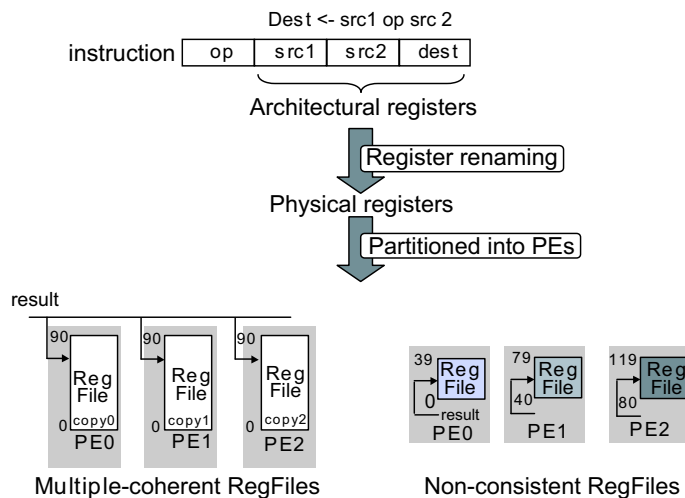 Dest <- src1 op src 2
instruction op src1 src2 dest
Architectural registers
Register renaming
Physical registers
Partitioned into PEs
result
90 Reg File copy0 0 PE0
90 Reg File copy1 0 PE1
90 Reg File copy2 0 PE2
Multiple-coherent RegFiles
39 Reg File 0 result PE0
79 Reg File 40 PE1
119 Reg File 80 PE2
Non-consistent RegFiles